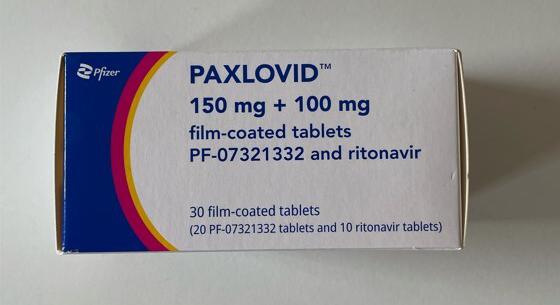 Pfizer
PAXLOVID™
150 mg + 100 mg
film-coated tablets
PF-07321332 and ritonavir
30 film-coated tablets
(20 PF-07321332 tablets and 10 ritonavir tablets)